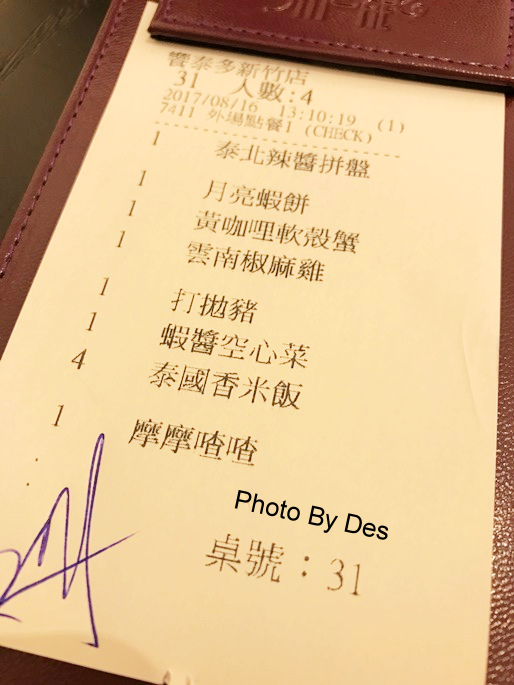 饗泰多新竹店
31 人數:4
2017/08/16 13:10:19 (1)
7411 外場點餐1 (CHECK)
1 泰北辣醬拼盤
1 月亮蝦餅
1 黃咖哩軟殼蟹
1 雲南椒麻雞
1 打拋豬
1 蝦醬空心菜
4 泰國香米飯
1 摩摩喳喳
Photo By Des
桌號：31